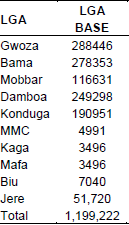 LGA LGA BASE
Gwoza 288446
Bama 278353
Mobbar 116631
Damboa 249298
Konduga 190951
MMC 4991
Kaga 3496
Mafa 3496
Biu 7040
Jere 51,720
Total 1,199,222